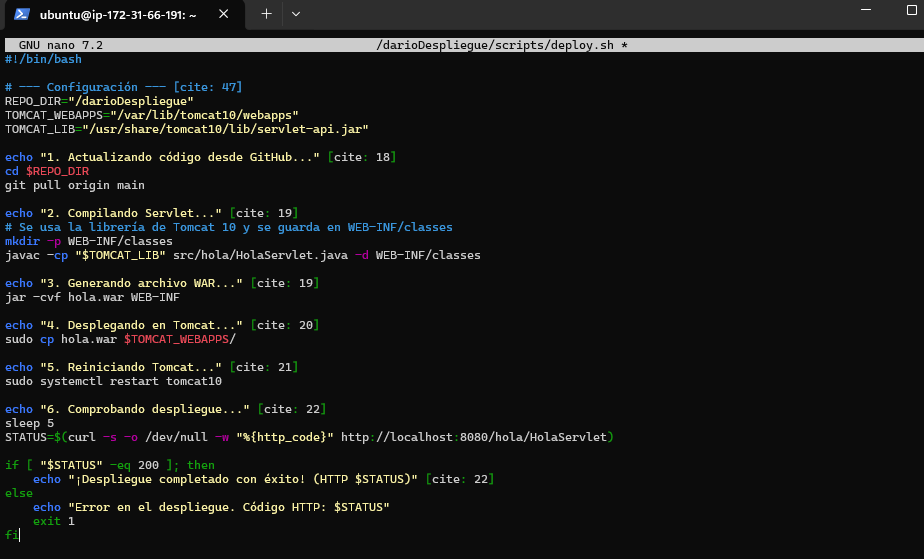 ubuntu@ip-172-31-66-191: ~
GNU nano 7.2 /darioDespliegue/scripts/deploy.sh *
#!/bin/bash
# --- Configuración --- [cite: 47]
REPO_DIR="/darioDespliegue"
TOMCAT_WEBAPPS="/var/lib/tomcat10/webapps"
TOMCAT_LIB="/usr/share/tomcat10/lib/servlet-api.jar"
echo "1. Actualizando código desde GitHub..." [cite: 18]
cd $REPO_DIR
git pull origin main
echo "2. Compilando Servlet..." [cite: 19]
# Se usa la librería de Tomcat 10 y se guarda en WEB-INF/classes
mkdir -p WEB-INF/classes
javac -cp "$TOMCAT_LIB" src/hola/HolaServlet.java -d WEB-INF/classes
echo "3. Generando archivo WAR..." [cite: 19]
jar -cvf hola.war WEB-INF
echo "4. Desplegando en Tomcat..." [cite: 20]
sudo cp hola.war $TOMCAT_WEBAPPS/
echo "5. Reiniciando Tomcat..." [cite: 21]
sudo systemctl restart tomcat10
echo "6. Comprobando despliegue..." [cite: 22]
sleep 5
STATUS=$(curl -s -o /dev/null -w "%{http_code}" http://localhost:8080/hola/HolaServlet)
if [ "$STATUS" -eq 200 ]; then
    echo "¡Despliegue completado con éxito! (HTTP $STATUS)" [cite: 22]
else
    echo "Error en el despliegue. Código HTTP: $STATUS"
    exit 1
fi